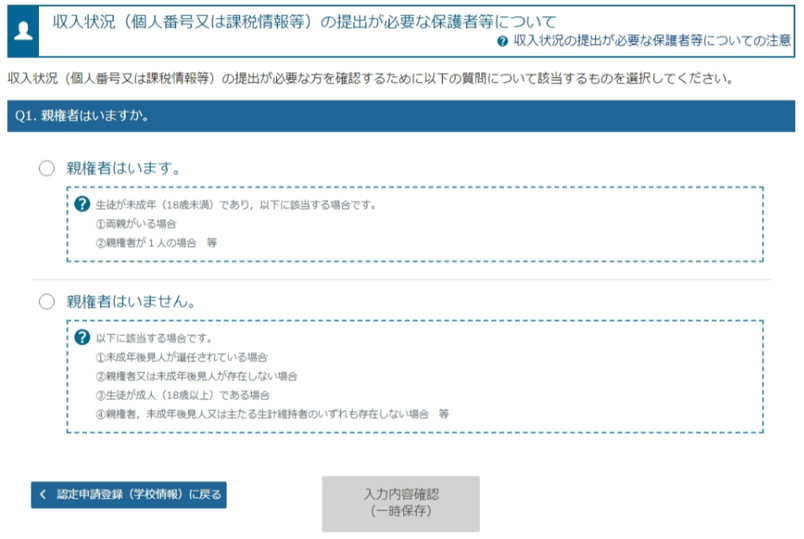 収入状況（個人番号又は課税情報等）の提出が必要な保護者等について
? 収入状況の提出が必要な保護者等についての注意
収入状況（個人番号又は課税情報等）の提出が必要な方を確認するために以下の質問について該当するものを選択してください。
Q1. 親権者はいますか。
親権者はいます。
? 生徒が未成年（18歳未満）であり，以下に該当する場合です。
①両親がいる場合
②親権者が１人の場合　等
親権者はいません。
? 以下に該当する場合です。
①未成年後見人が選任されている場合
②親権者又は未成年後見人が存在しない場合
③生徒が成人（18歳以上）である場合
④親権者，未成年後見人又は主たる生計維持者のいずれも存在しない場合　等
認定申請登録（学校情報）に戻る
入力内容確認
（一時保存）